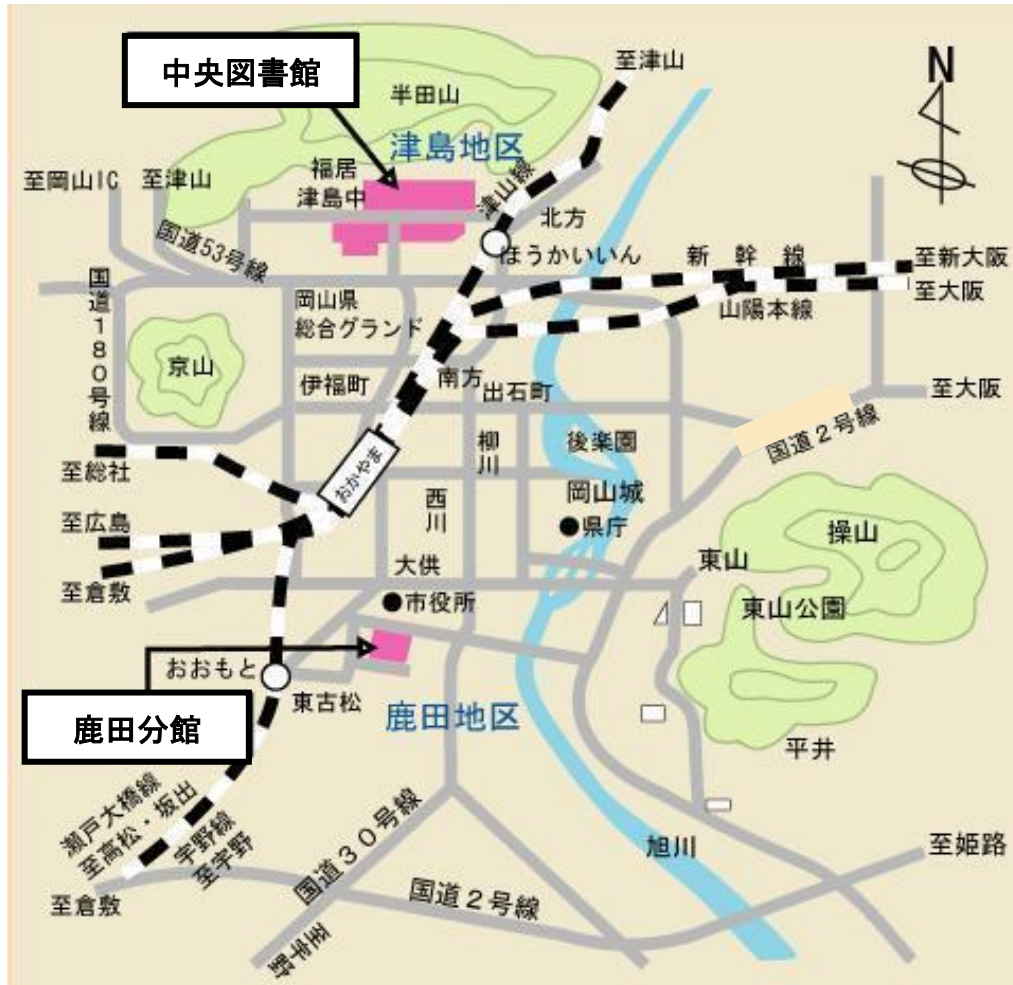 中央図書館
至津山
N
半田山
津島地区
至岡山IC
至津山
福居
津島中
津山線
北方
国道53号線
ほうかいいん
新幹線
至新大阪
山陽本線
至大阪
国道180号線
岡山県
総合グランド
京山
伊福町
南方
出石町
至大阪
国道2号線
柳川
後楽園
おかやま
至総社
西川
岡山城
至広島
県庁
操山
大供
東山
至倉敷
市役所
東山公園
おおもと
東古松
鹿田地区
鹿田分館
平井
瀬戸大橋線
至高松・坂出
宇野線
至宇野
国道30号線
旭川
至姫路
至倉敷
国道2号線
至宇野